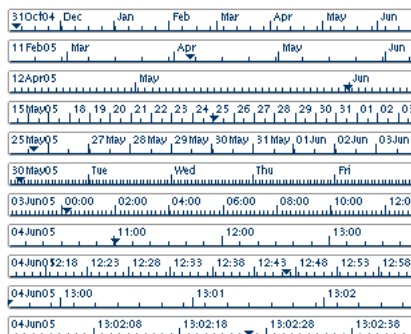 31Oct04 Dec Jan Feb Mar Apr May Jun
11Feb05 Mar Apr May Jun
12Apr05 May Jun
15May05 18 19 20 21 22 23 24 25 26 27 28 29 30 31 01 02 03
25May05 27May 28May 29May 30May 31May 01Jun 02Jun 03Jun
30May05 Tue Wed Thu Fri
03Jun05 00:00 02:00 04:00 06:00 08:00 10:00 12:0
04Jun05 11:00 12:00 13:00
04Jun05 12:18 12:23 12:28 12:33 12:38 12:43 12:48 12:53 12:58
04Jun05 13:00 13:01 13:02
04Jun05 13:02:08 13:02:18 13:02:28 13:02:38